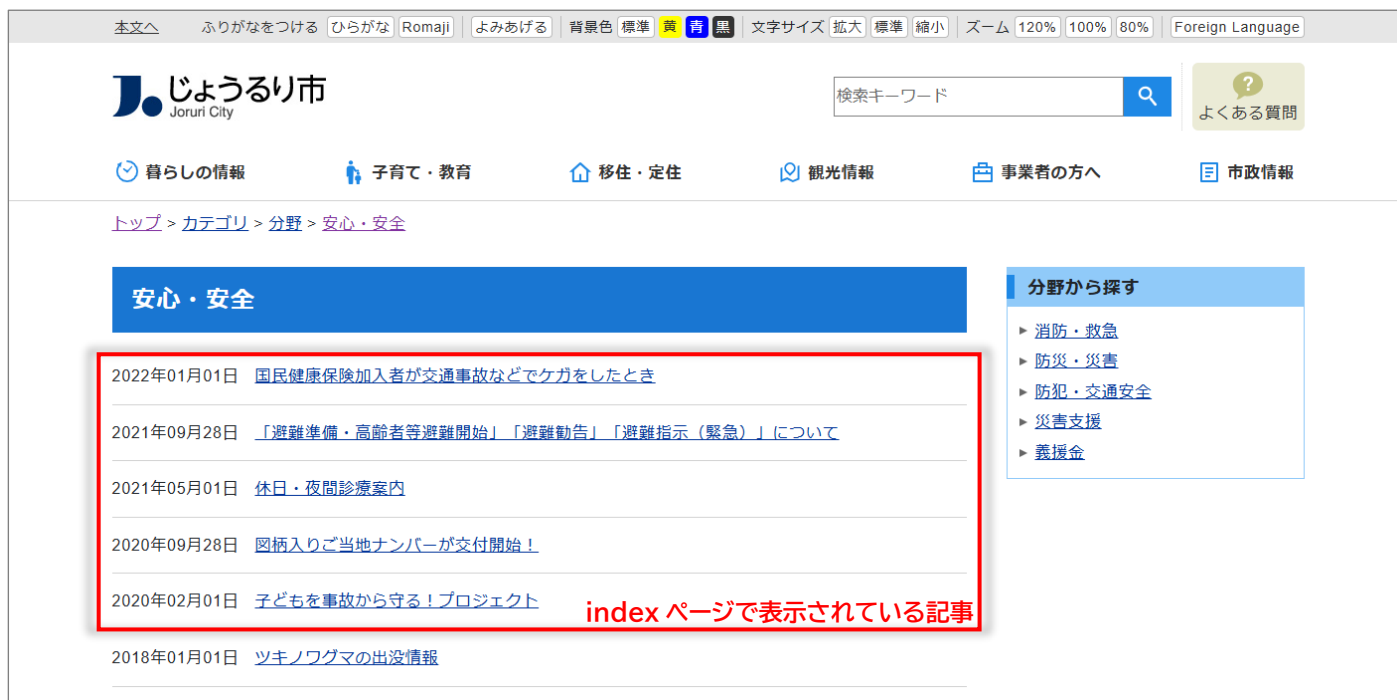 本文へ ふりがなをつける ひらがな Romaji よみあげる 背景色 標準 黄 青 黒 文字サイズ 拡大 標準 縮小 ズーム 120% 100% 80% Foreign Language
じょうるり市
Joruri City
検索キーワード
?
よくある質問
暮らしの情報 子育て・教育 移住・定住 観光情報 事業者の方へ 市政情報
トップ > カテゴリ > 分野 > 安心・安全
安心・安全
2022年01月01日 国民健康保険加入者が交通事故などでケガをしたとき
2021年09月28日 「避難準備・高齢者等避難開始」「避難勧告」「避難指示（緊急）」について
2021年05月01日 休日・夜間診療案内
2020年09月28日 図柄入りご当地ナンバーが交付開始！
2020年02月01日 子どもを事故から守る！プロジェクト
index ページで表示されている記事
2018年01月01日 ツキノワグマの出没情報
分野から探す
消防・救急
防災・災害
防犯・交通安全
災害支援
義援金